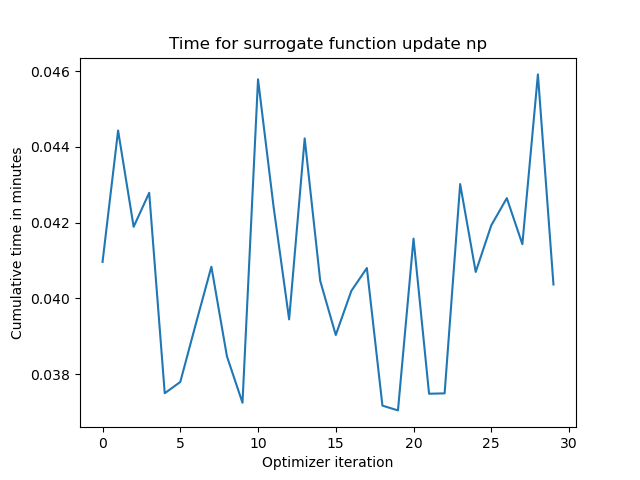 Time for surrogate function update np
Cumulative time in minutes
0.046
0.044
0.042
0.040
0.038
0 5 10 15 20 25 30
Optimizer iteration